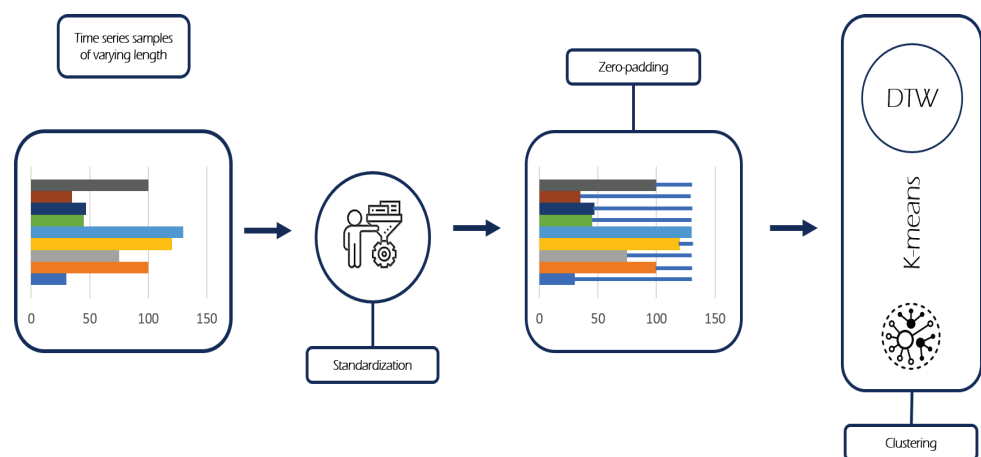 Time series samples
of varying length
0 50 100 150
Standardization
Zero-padding
0 50 100 150
DTW
K-means
Clustering